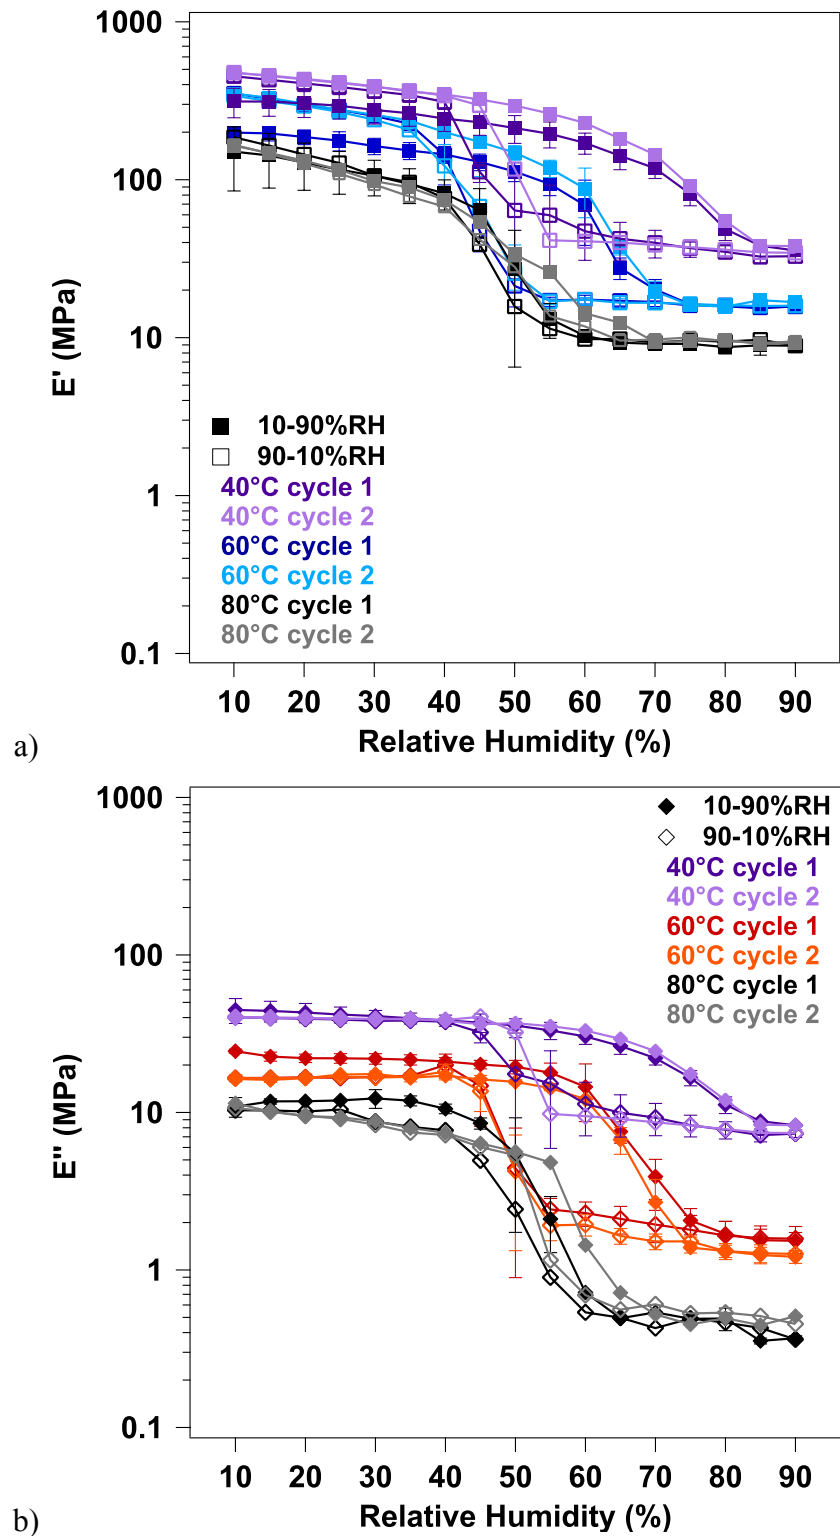 1000
100
10
1
0.1
E' (MPa)
10-90%RH
90-10%RH
40°C cycle 1
40°C cycle 2
60°C cycle 1
60°C cycle 2
80°C cycle 1
80°C cycle 2
10 20 30 40 50 60 70 80 90
Relative Humidity (%)
a)
1000
100
10
1
0.1
E" (MPa)
10-90%RH
90-10%RH
40°C cycle 1
40°C cycle 2
60°C cycle 1
60°C cycle 2
80°C cycle 1
80°C cycle 2
10 20 30 40 50 60 70 80 90
Relative Humidity (%)
b)